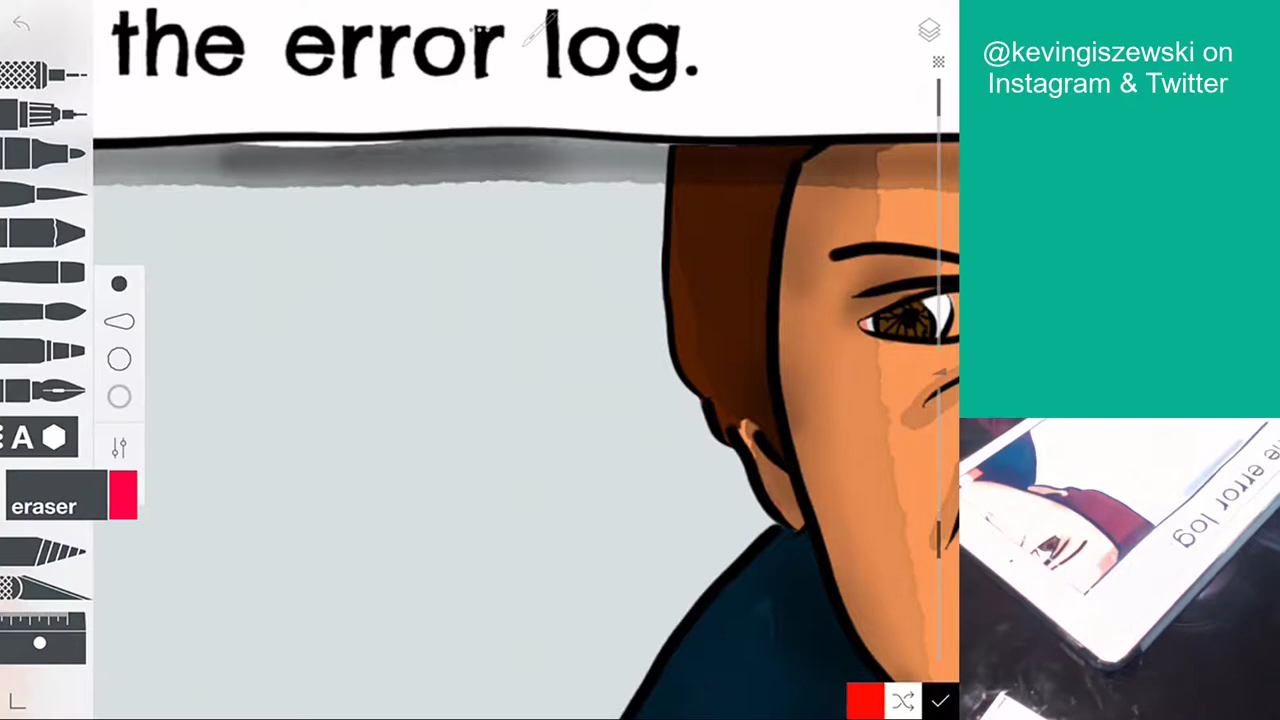 the error log.
@kevingiszewski on
Instagram & Twitter
A
eraser
the error log